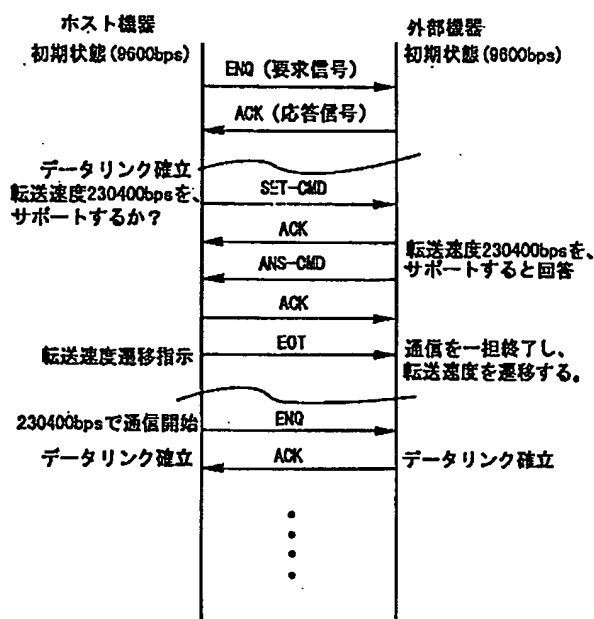 ホスト機器
外部機器
初期状態(9600bps)
初期状態(9600bps)
ENQ(要求信号)
ACK(応答信号)
データリンク確立
転送速度230400bpsを、
サポートするか?
SET-CMD
ACK
転送速度230400bpsを、
サポートすると回答
ANS-CMD
ACK
転送速度遷移指示
EOT
通信を一担終了し、
転送速度を遷移する。
230400bpsで通信開始
ENQ
データリンク確立
ACK
データリンク確立